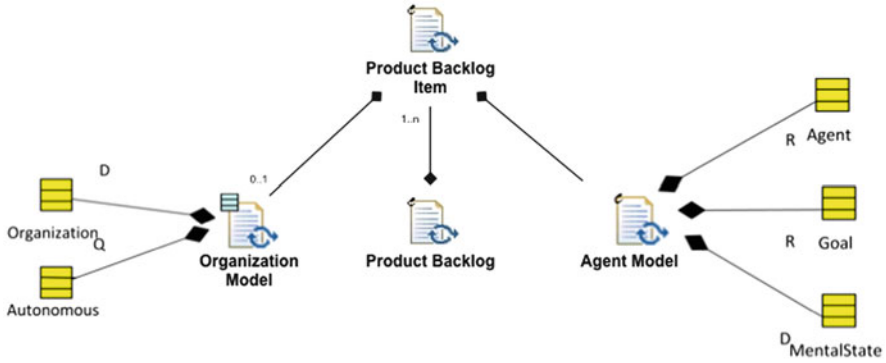 Product Backlog
Item
1..n
0..1
D
R
Agent
Organization
Q
Organization
Model
Product Backlog
Agent Model
R
Goal
Autonomous
D
MentalState